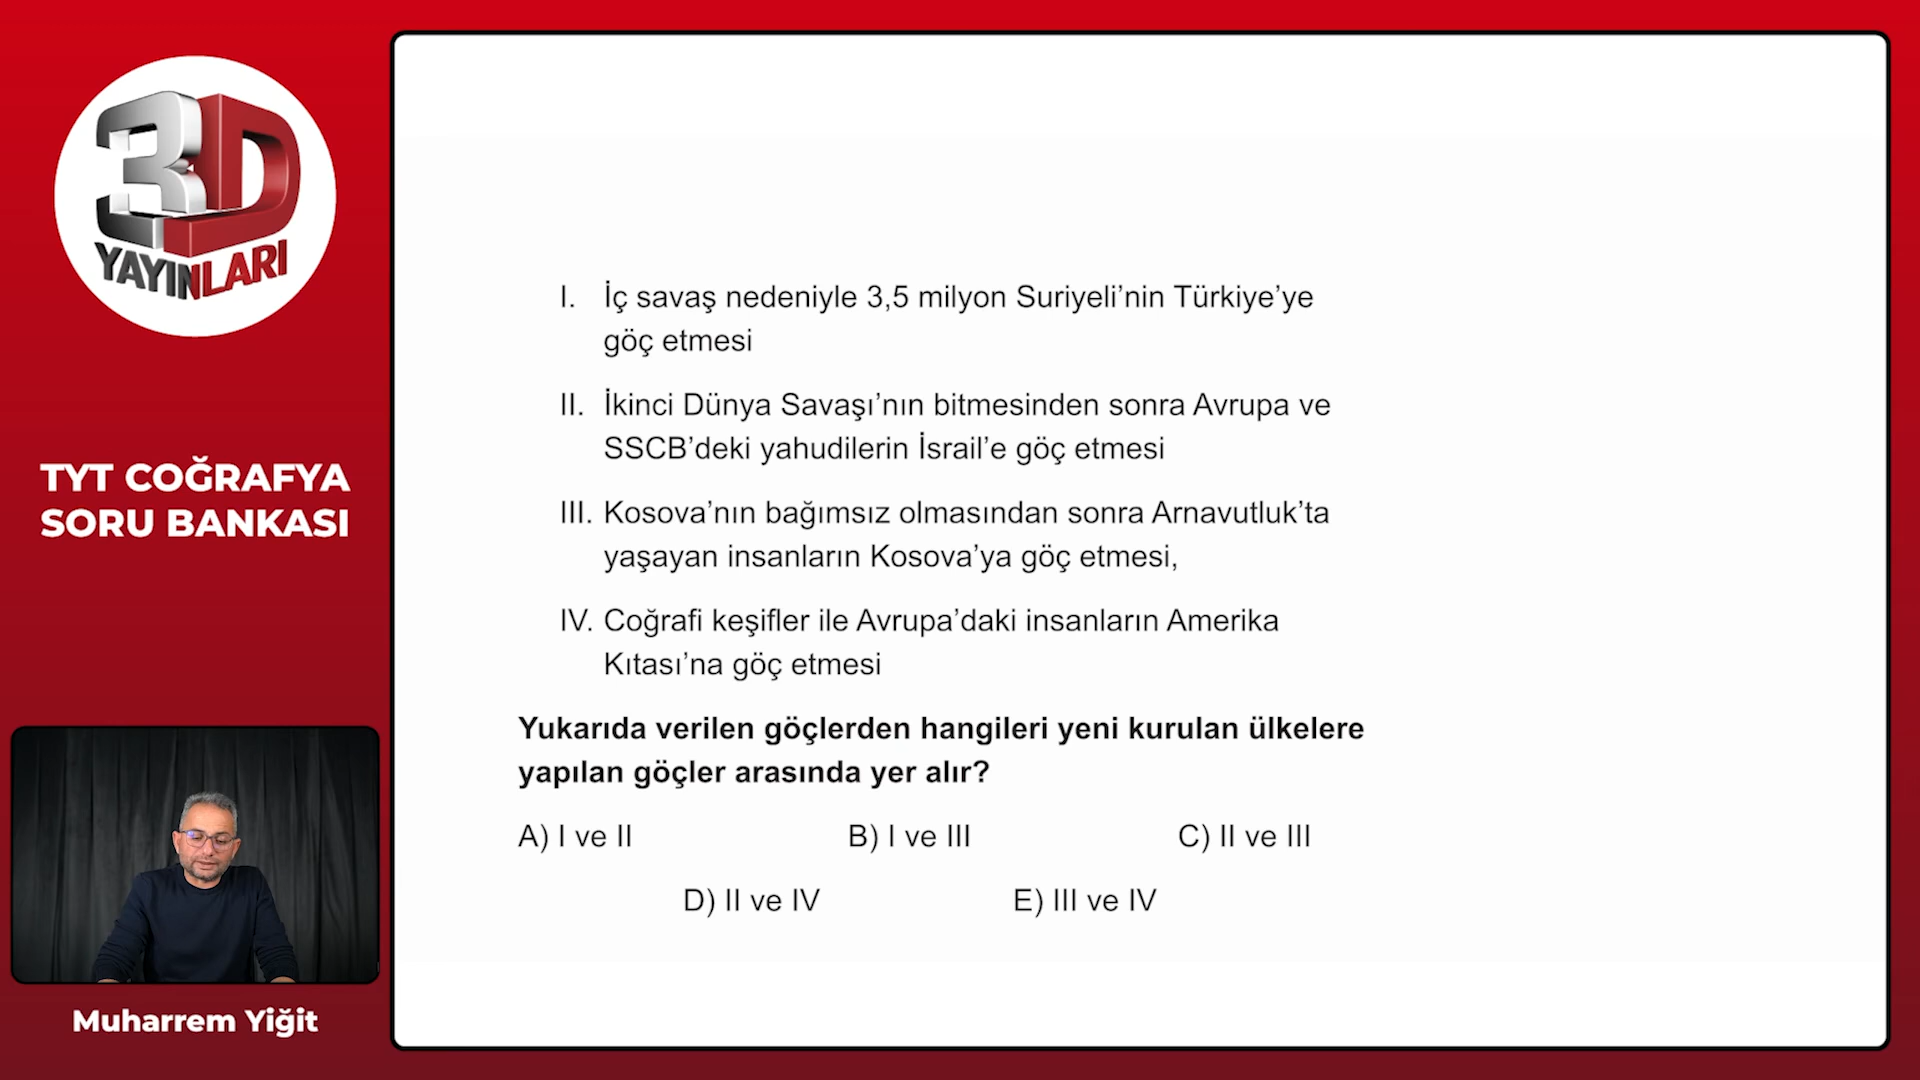 3D
YAYINLARI
TYT COĞRAFYA
SORU BANKASI
Muharrem Yiğit
I. İç savaş nedeniyle 3,5 milyon Suriyeli’nin Türkiye’ye
göç etmesi
II. İkinci Dünya Savaşı’nın bitmesinden sonra Avrupa ve
SSCB’deki yahudilerin İsrail’e göç etmesi
III. Kosova’nın bağımsız olmasından sonra Arnavutluk’ta
yaşayan insanların Kosova’ya göç etmesi,
IV. Coğrafi keşifler ile Avrupa’daki insanların Amerika
Kıtası’na göç etmesi
Yukarıda verilen göçlerden hangileri yeni kurulan ülkelere
yapılan göçler arasında yer alır?
A) I ve II B) I ve III C) II ve III
D) II ve IV E) III ve IV